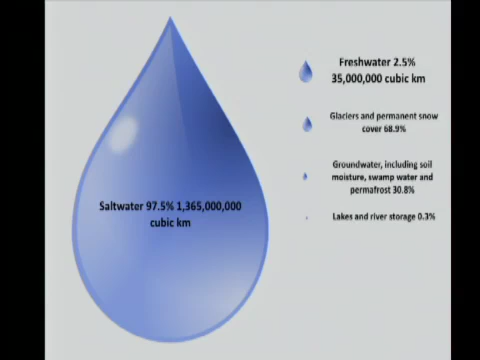 Freshwater 2.5%
35,000,000 cubic km
Glaciers and permanent snow
cover 68.9%
Groundwater, including soil
moisture, swamp water and
permafrost 30.8%
Saltwater 97.5% 1,365,000,000
cubic km
Lakes and river storage 0.3%